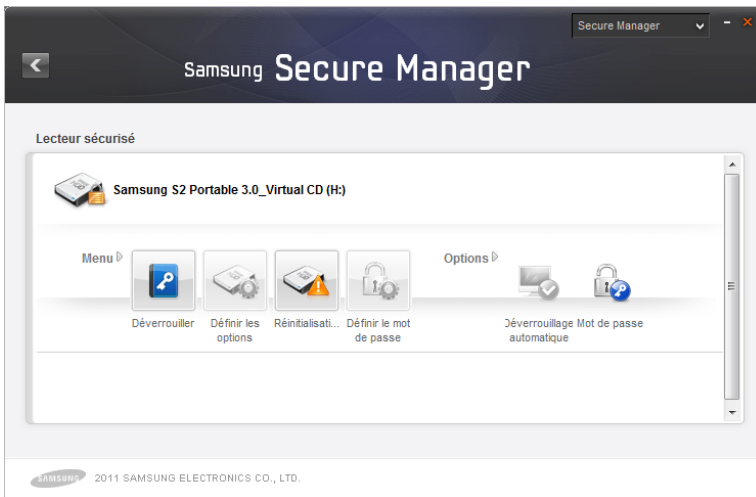 Secure Manager
Samsung Secure Manager
Lecteur sécurisé
Samsung S2 Portable 3.0_Virtual CD (H:)
Menu
Options
Déverrouiller
Définir les
options
Réinitialisati...
Définir le mot
de passe
Déverrouillage
automatique
Mot de passe
SAMSUNG
2011 SAMSUNG ELECTRONICS CO., LTD.